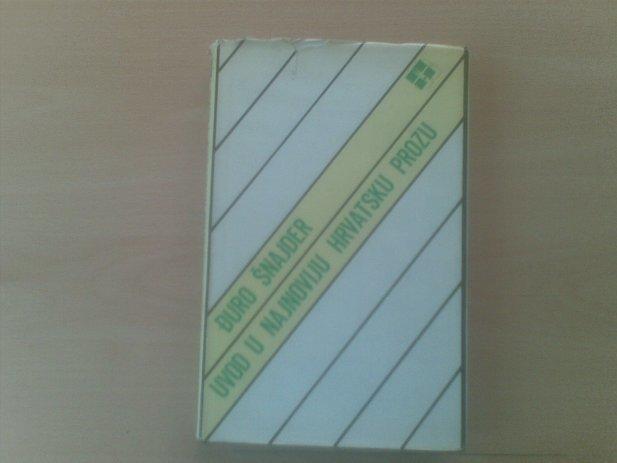 ĐURO ŠNAJDER
UVOD U NAJNOVIJU HRVATSKU PROZU